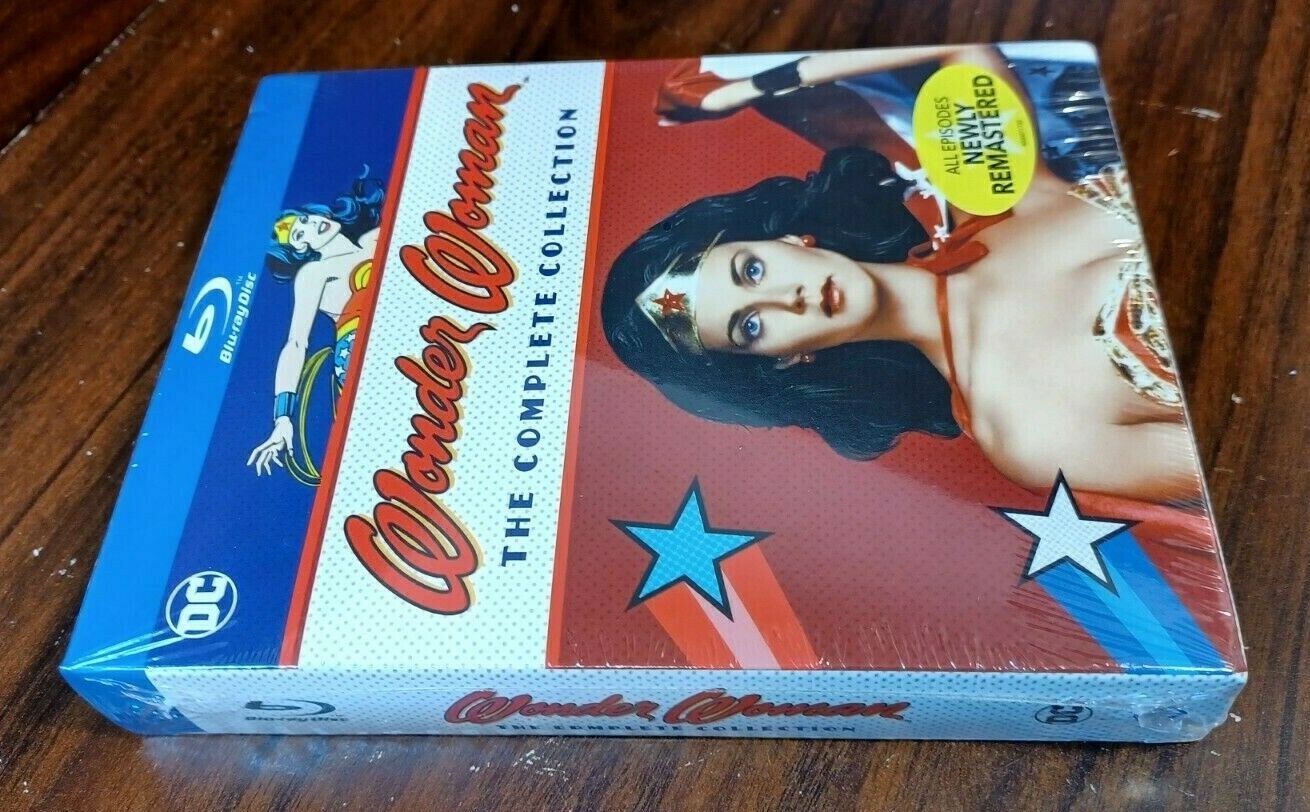 Blu-ray Disc
DC
Wonder Woman
THE COMPLETE COLLECTION
ALL EPISODES
NEWLY
REMASTERED
Blu-ray Disc
Wonder Woman
THE COMPLETE COLLECTION
DC